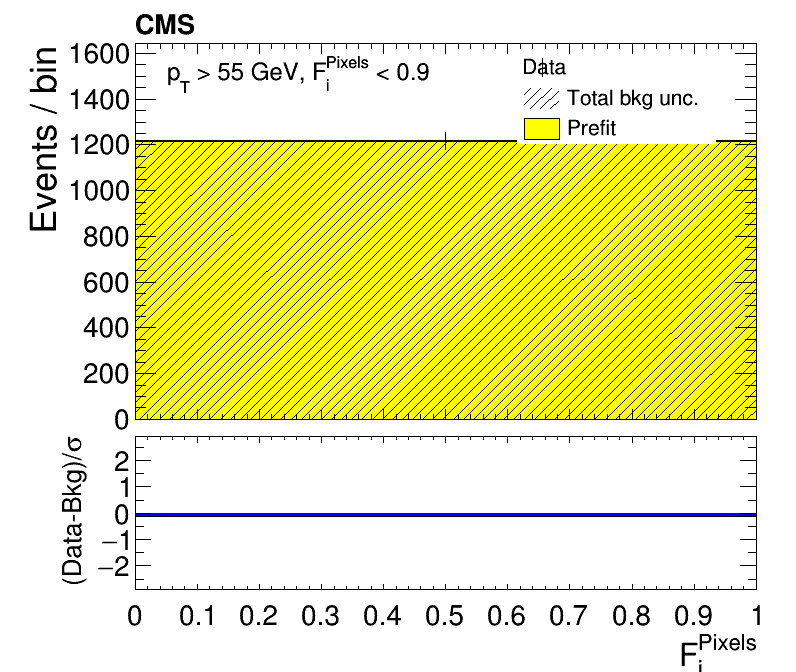 CMS
Events / bin
1600
1400
1200
1000
800
600
400
200
0
p_T > 55 GeV, F_i^Pixels < 0.9
Data
Total bkg unc.
Prefit
(Data-Bkg)/σ
2
1
0
−1
−2
0 0.1 0.2 0.3 0.4 0.5 0.6 0.7 0.8 0.9 1
F_i^Pixels